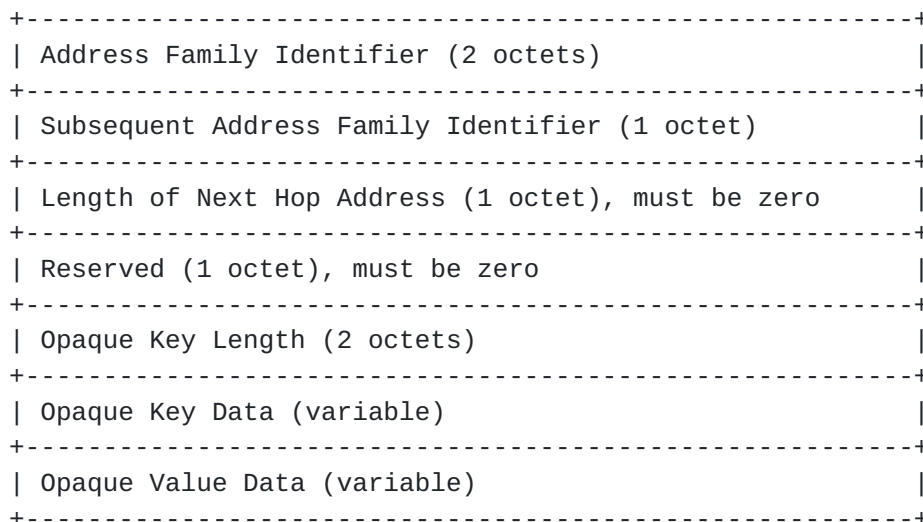 +---------------------------------------------------------+
| Address Family Identifier (2 octets) |
+---------------------------------------------------------+
| Subsequent Address Family Identifier (1 octet) |
+---------------------------------------------------------+
| Length of Next Hop Address (1 octet), must be zero |
+---------------------------------------------------------+
| Reserved (1 octet), must be zero |
+---------------------------------------------------------+
| Opaque Key Length (2 octets) |
+---------------------------------------------------------+
| Opaque Key Data (variable) |
+---------------------------------------------------------+
| Opaque Value Data (variable) |
+---------------------------------------------------------+